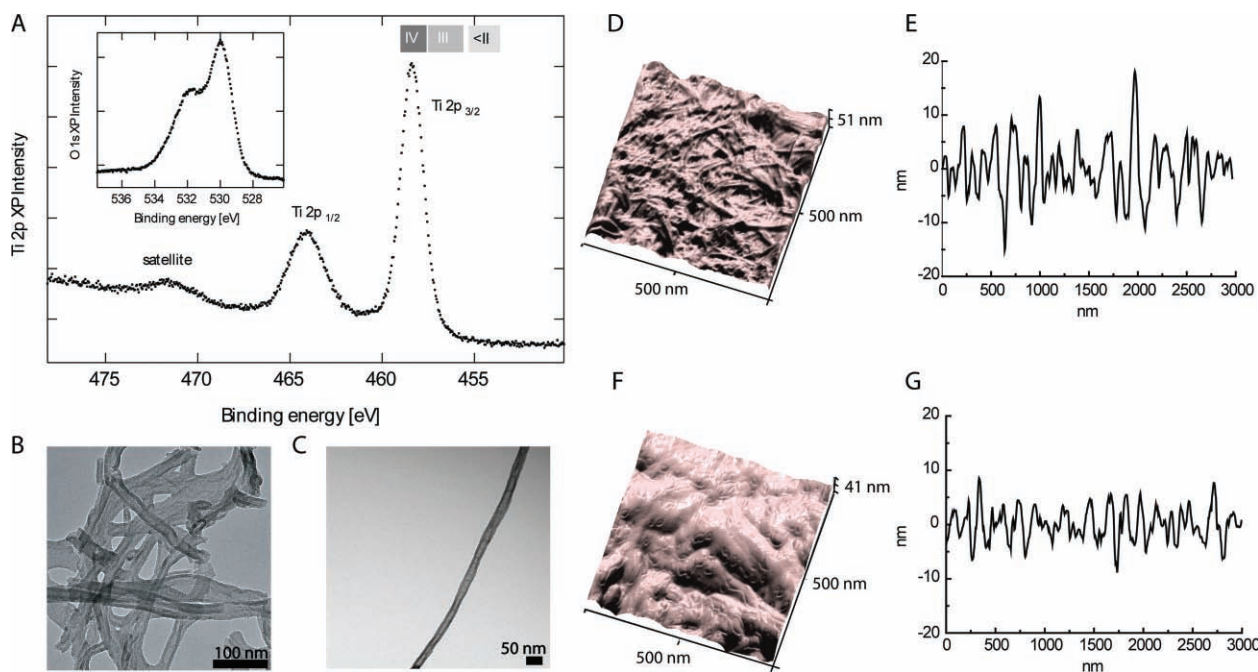 A
Ti 2p XP Intensity
O 1s XP Intensity
536 534 532 530 528
Binding energy [eV]
IV III <II
Ti 2p 3/2
Ti 2p 1/2
satellite
475 470 465 460 455
Binding energy [eV]
B
100 nm
C
50 nm
D
51 nm
500 nm
500 nm
E
20
10
0
-10
-20
nm
0 500 1000 1500 2000 2500 3000
nm
F
41 nm
500 nm
500 nm
G
20
10
0
-10
-20
nm
0 500 1000 1500 2000 2500 3000
nm